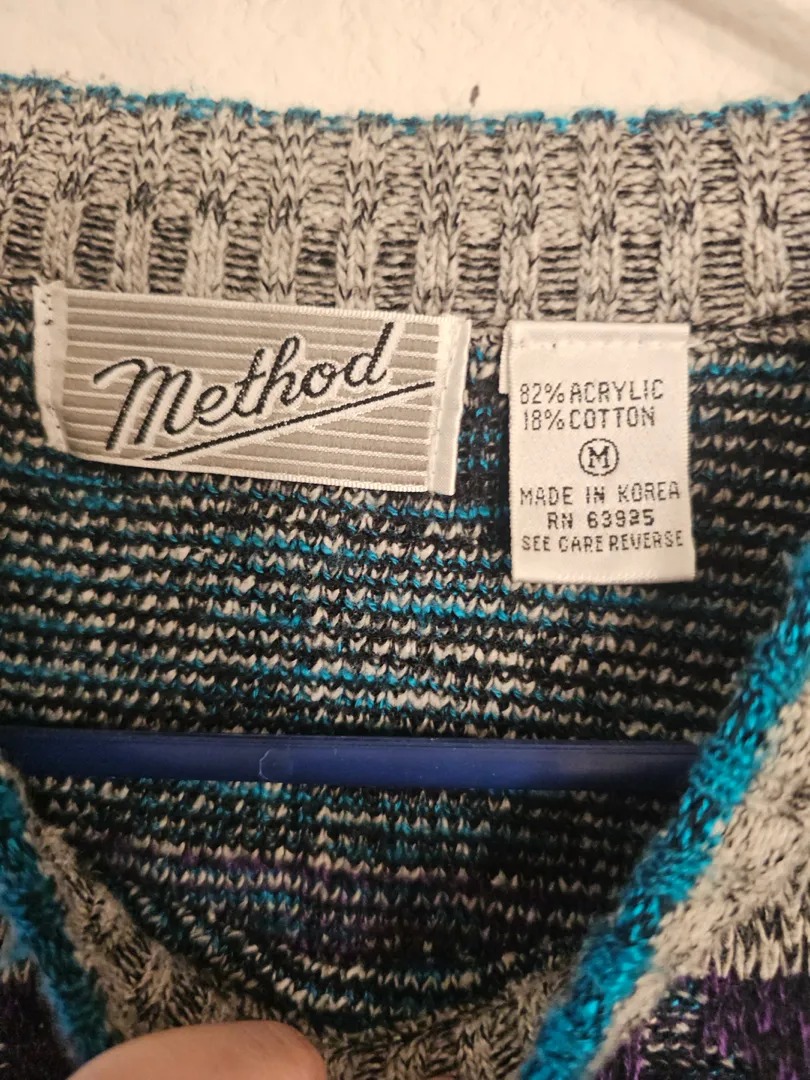 Method
82% ACRYLIC
18% COTTON
M
MADE IN KOREA
RN 63925
SEE CARE REVERSE